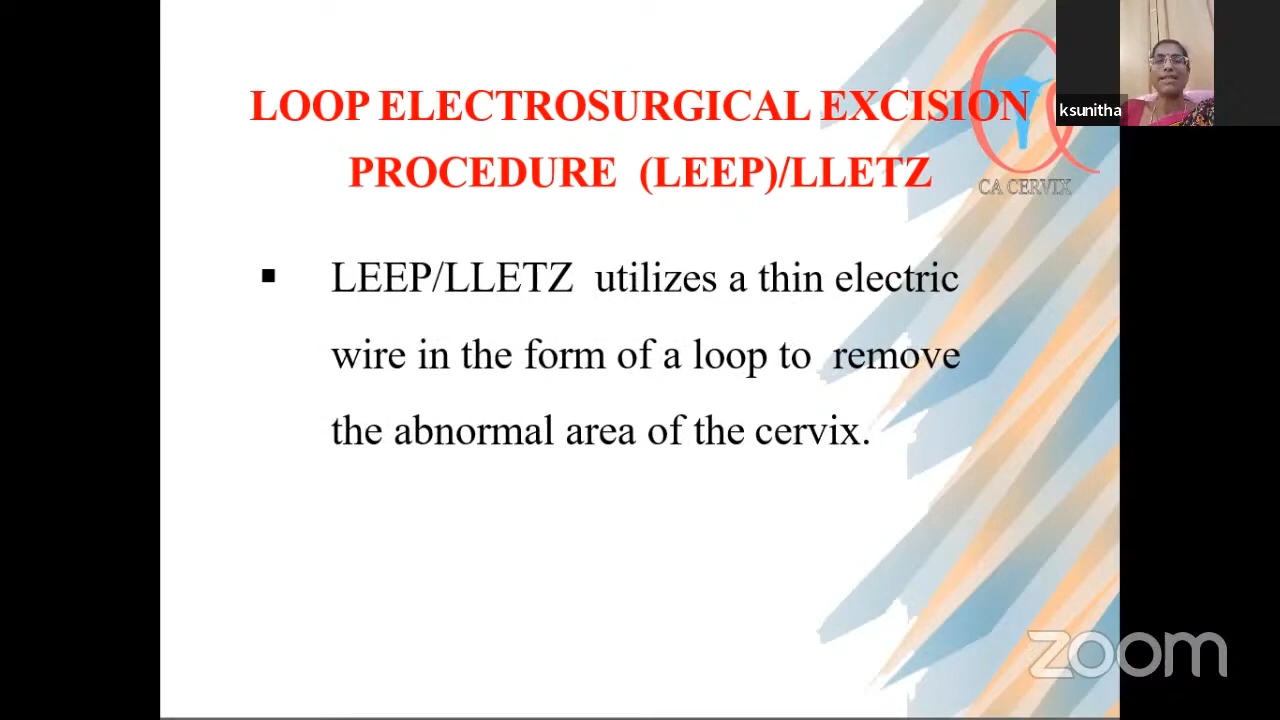 LOOP ELECTROSURGICAL EXCISION
PROCEDURE (LEEP)/LLETZ
CA CERVIX
ksunitha
▪ LEEP/LLETZ utilizes a thin electric
wire in the form of a loop to remove
the abnormal area of the cervix.
zoom